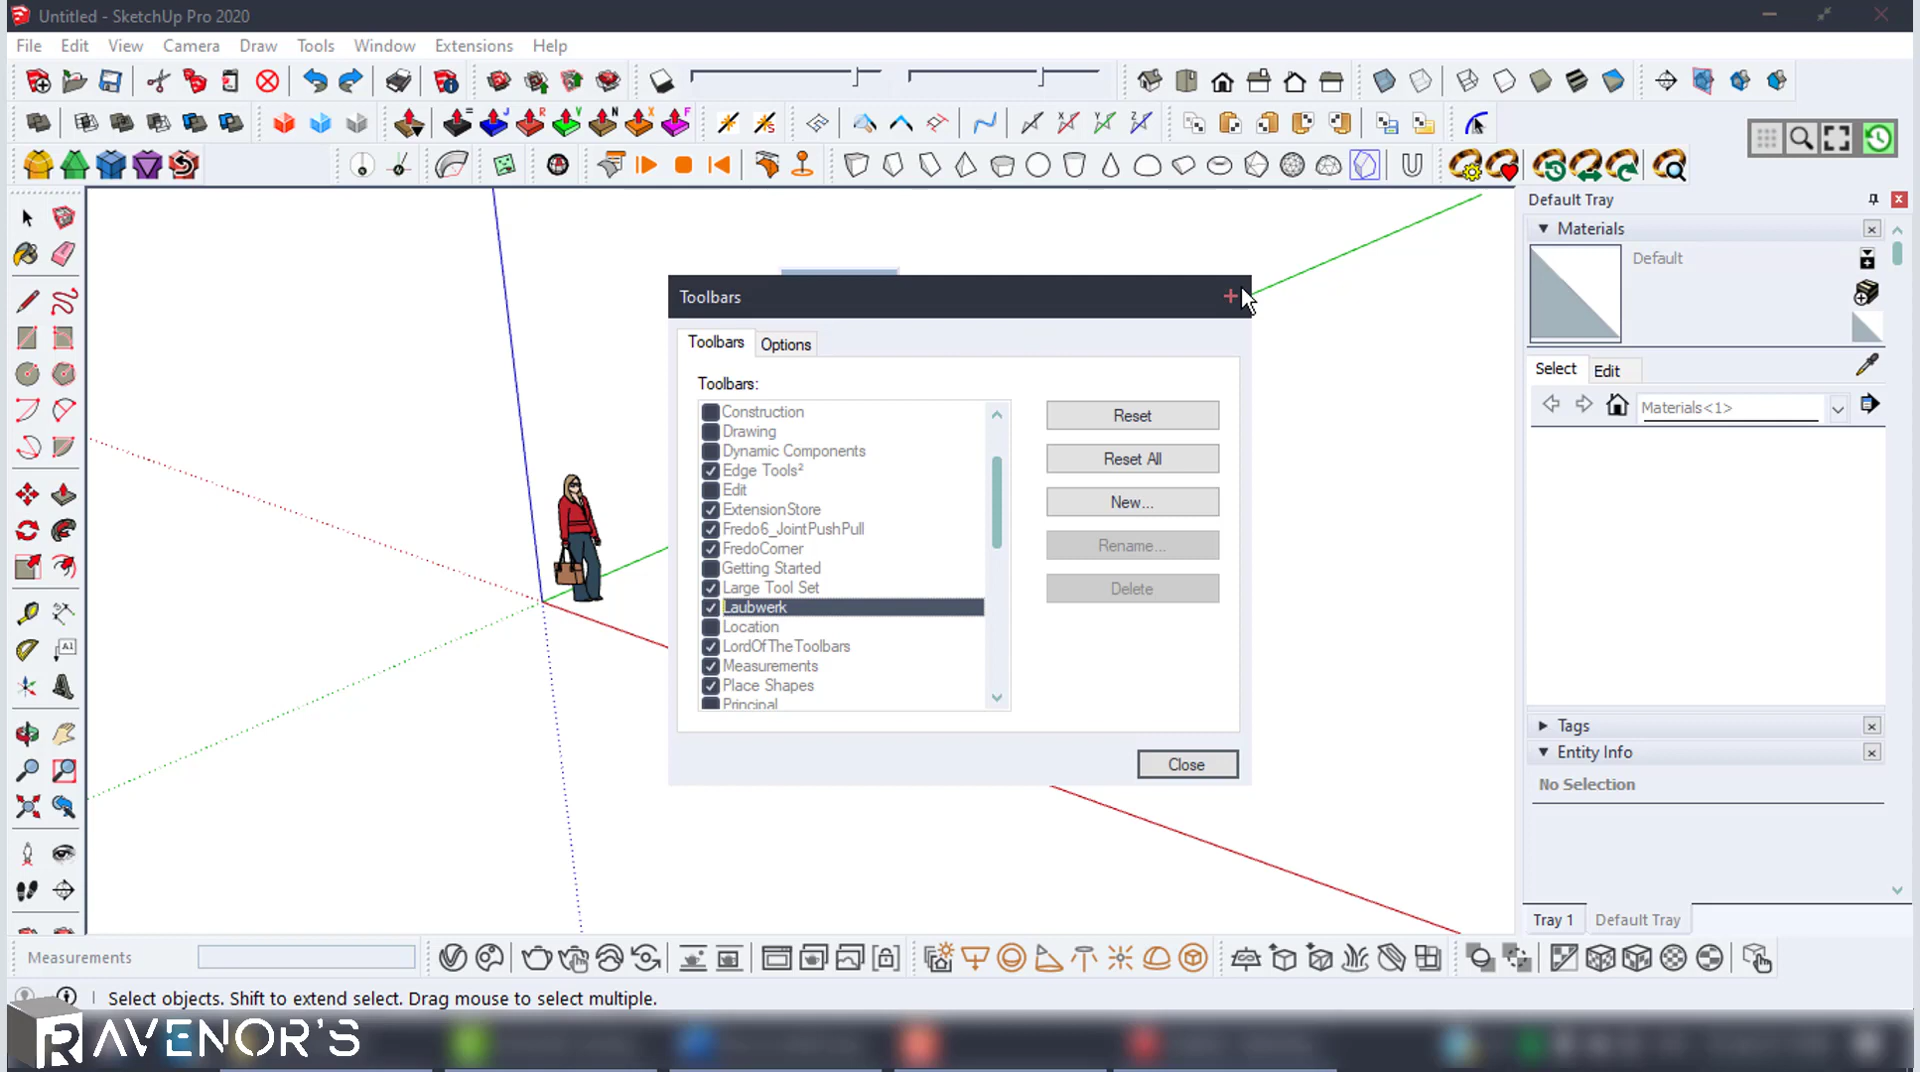 Untitled - SketchUp Pro 2020
File Edit View Camera Draw Tools Window Extensions Help
Default Tray
Materials
Default
Select Edit
Materials<1>
Tags
Entity Info
No Selection
Tray 1 Default Tray
Toolbars
Toolbars Options
Toolbars:
Construction
Drawing
Dynamic Components
Edge Tools²
Edit
ExtensionStore
Fredo6_JointPushPull
FredoCorner
Getting Started
Large Tool Set
Laubwerk
Location
LordOfTheToolbars
Measurements
Place Shapes
Principal
Reset
Reset All
New...
Rename...
Delete
Close
Measurements
Select objects. Shift to extend select. Drag mouse to select multiple.
RAVENOR'S